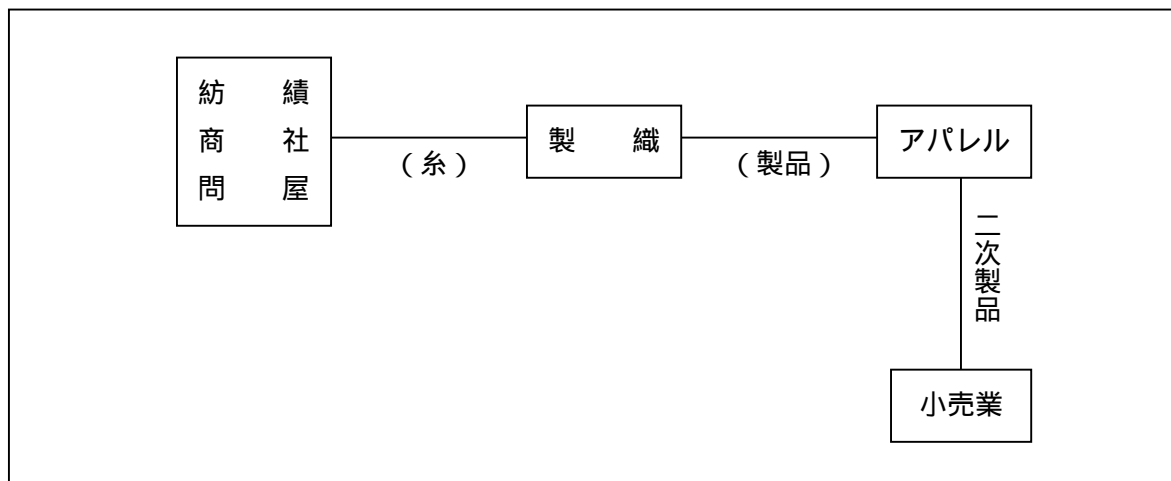 紡　績
商　社
問　屋
（糸）
製　織
（製品）
アパレル
二次製品
小売業